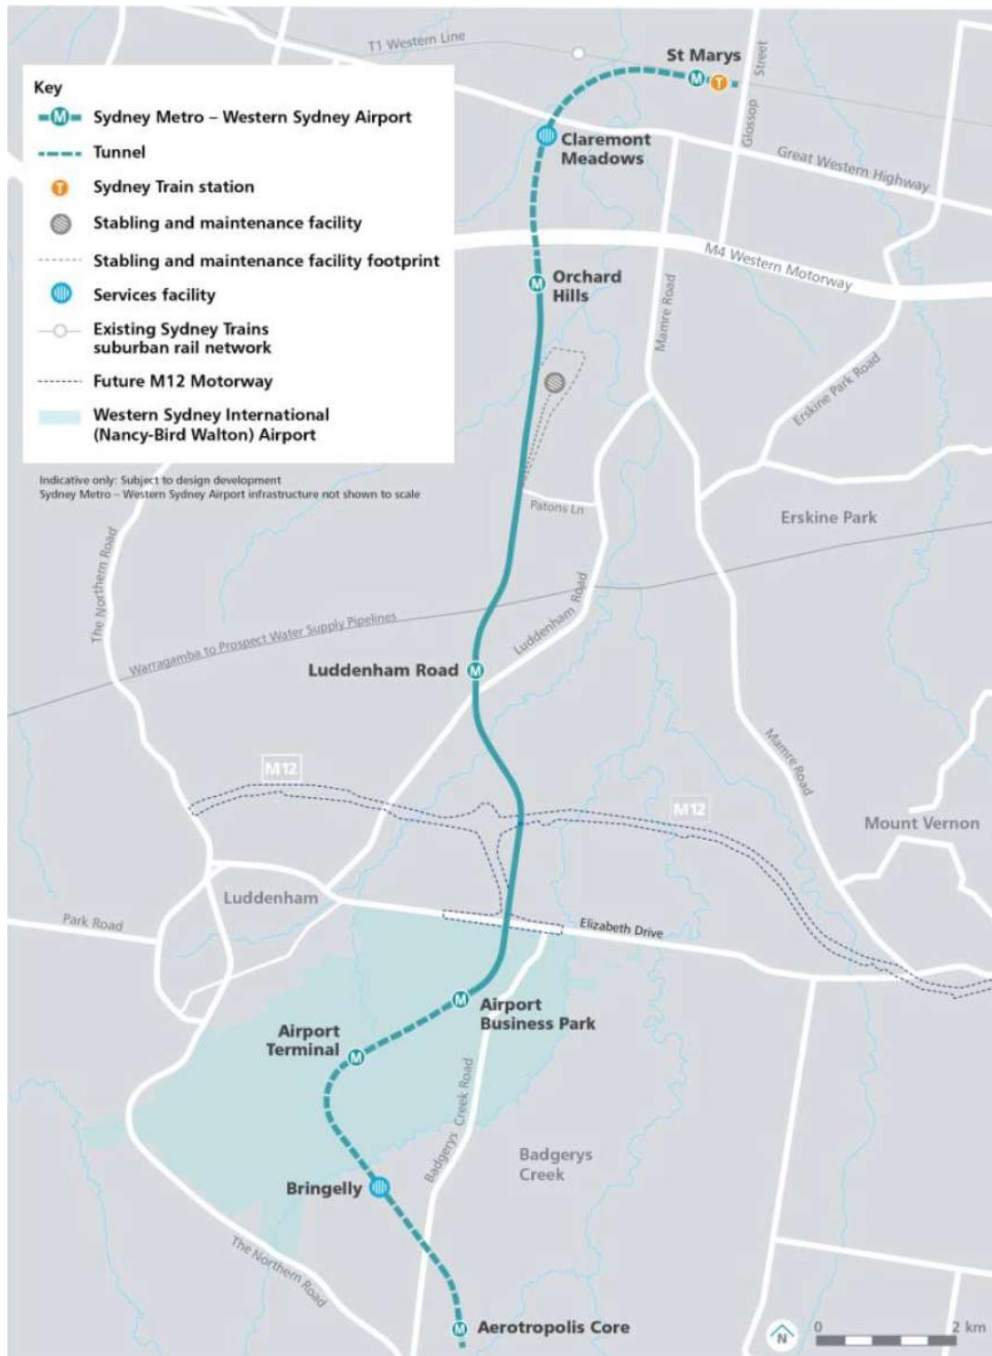 T1 Western Line
St Marys
M
T
Glossop Street
Key
M
Sydney Metro – Western Sydney Airport
Tunnel
T
Sydney Train station
Stabling and maintenance facility
Stabling and maintenance facility footprint
Services facility
Existing Sydney Trains
suburban rail network
Future M12 Motorway
Western Sydney International
(Nancy-Bird Walton) Airport
Indicative only: Subject to design development
Sydney Metro – Western Sydney Airport infrastructure not shown to scale
Claremont
Meadows
Great Western Highway
M4 Western Motorway
M
Orchard
Hills
Mamre Road
Erskine Park Road
Patons Ln
Erskine Park
The Northern Road
Warragamba to Prospect Water Supply Pipelines
Luddenham Road
Luddenham Road
M
M12
M12
Mamre Road
Mount Vernon
Luddenham
Park Road
Elizabeth Drive
M
Airport
Business Park
Airport
Terminal
M
Badgerys Creek Road
Badgerys
Creek
Bringelly
The Northern Road
M
Aerotropolis Core
N
0
2 km